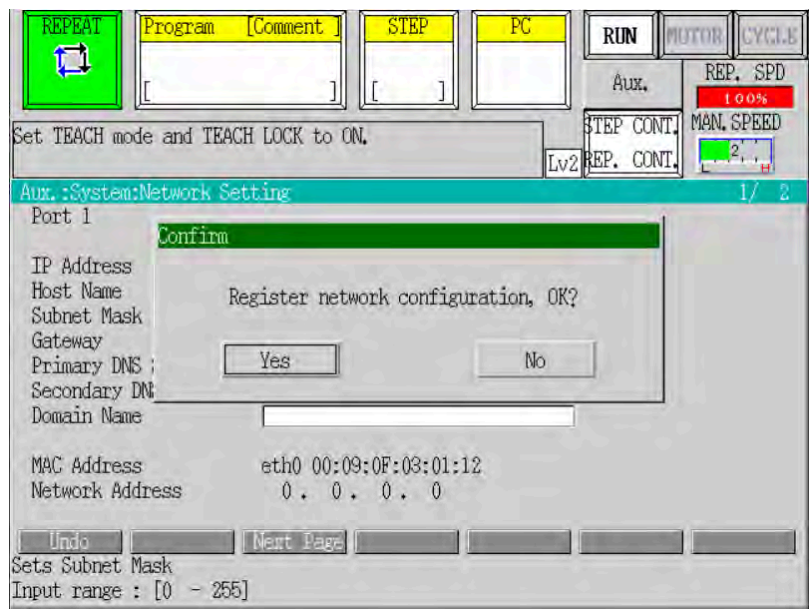 REPEAT
Program [Comment ]
[ ]
STEP
[ ]
PC
RUN
MOTOR
CYCLE
Aux.
REP. SPD
100%
Set TEACH mode and TEACH LOCK to ON.
Lv2
STEP CONT.
REP. CONT.
MAN. SPEED
2
L H
Aux.:System:Network Setting 1/ 2
Port 1
Confirm
IP Address
Host Name
Subnet Mask
Gateway
Primary DNS
Secondary DN
Register network configuration, OK?
Yes No
Domain Name
MAC Address eth0 00:09:0F:03:01:12
Network Address 0. 0. 0. 0
Undo Next Page
Sets Subnet Mask
Input range : [0 - 255]